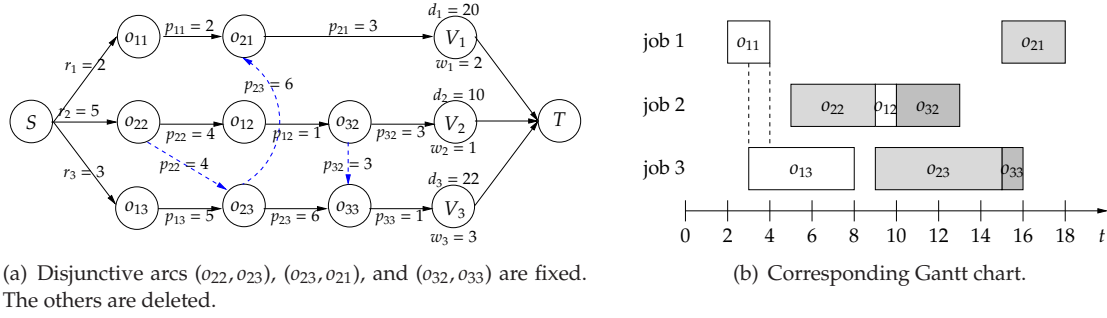 d₁ = 20
o₁₁ p₁₁ = 2 o₂₁ p₂₁ = 3 V₁
r₁ = 2 p₂₃ = 6 w₁ = 2
d₂ = 10
r₂ = 5
S o₂₂ p₂₂ = 4 o₁₂ p₁₂ = 1 o₃₂ p₃₂ = 3 V₂ T
p₂₂ = 4 p₃₂ = 3 w₂ = 1
r₃ = 3 d₃ = 22
o₁₃ p₁₃ = 5 o₂₃ p₂₃ = 6 o₃₃ p₃₃ = 1 V₃
w₃ = 3
(a) Disjunctive arcs (o₂₂, o₂₃), (o₂₃, o₂₁), and (o₃₂, o₃₃) are fixed.
The others are deleted.
job 1 o₁₁ o₂₁
job 2 o₂₂ o₁₂ o₃₂
job 3 o₁₃ o₂₃ o₃₃
0 2 4 6 8 10 12 14 16 18 t
(b) Corresponding Gantt chart.